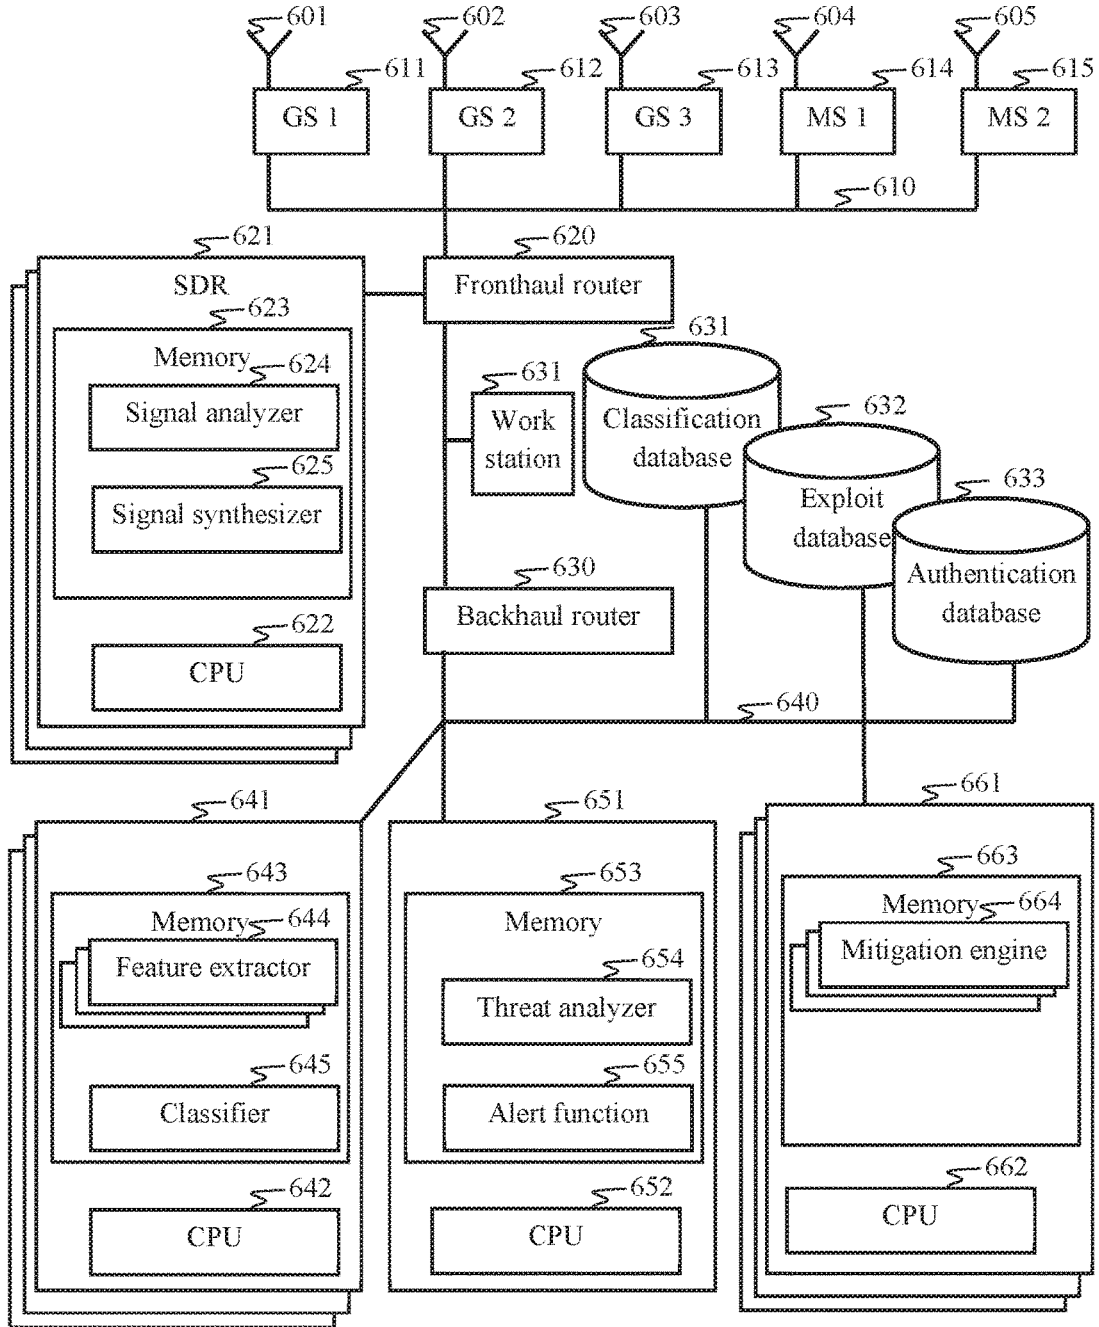 601
602
603
604
605
611
612
613
614
615
GS 1
GS 2
GS 3
MS 1
MS 2
610
621
620
SDR
Fronthaul router
623
Memory
624
Signal analyzer
625
Signal synthesizer
622
CPU
631
Work
station
631
Classification
database
632
Exploit
database
633
Authentication
database
630
Backhaul router
640
641
643
Memory
644
Feature extractor
645
Classifier
642
CPU
651
653
Memory
654
Threat analyzer
655
Alert function
652
CPU
661
663
Memory
664
Mitigation engine
662
CPU